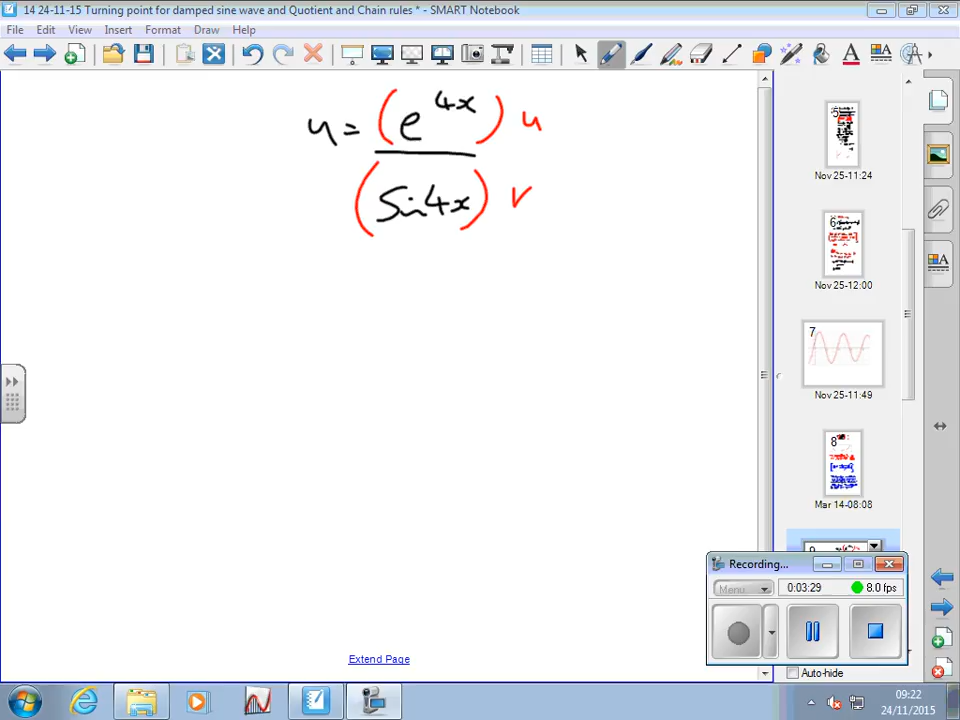 14 24-11-15 Turning point for damped sine wave and Quotient and Chain rules * - SMART Notebook
File Edit View Insert Format Draw Help
y = (e^4x) u
(Sin4x) v
5
Nov 25-11:24
6
Nov 25-12:00
7
Nov 25-11:49
8
Mar 14-08:08
9
Recording...
Menu
0:03:29
8.0 fps
Auto-hide
Extend Page
09:22
24/11/2015